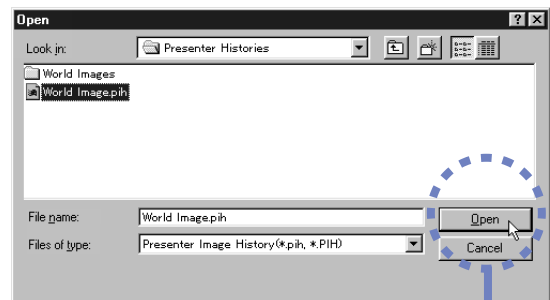 Open
Look in: Presenter Histories
World Images
World Image.pih
File name: World Image.pih Open
Files of type: Presenter Image History(*.pih, *.PIH) Cancel